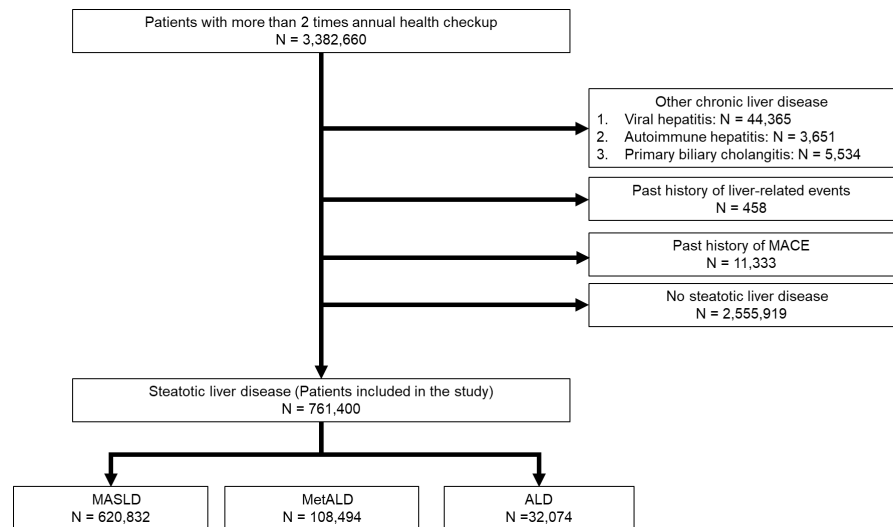 Patients with more than 2 times annual health checkup
N = 3,382,660
Other chronic liver disease
1. Viral hepatitis: N = 44,365
2. Autoimmune hepatitis: N = 3,651
3. Primary biliary cholangitis: N = 5,534
Past history of liver-related events
N = 458
Past history of MACE
N = 11,333
No steatotic liver disease
N = 2,555,919
Steatotic liver disease (Patients included in the study)
N = 761,400
MASLD
N = 620,832
MetALD
N = 108,494
ALD
N =32,074